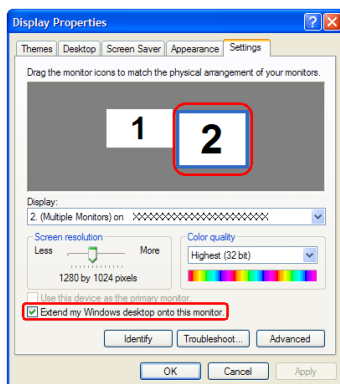 Display Properties
Themes Desktop Screen Saver Appearance Settings
Drag the monitor icons to match the physical arrangement of your monitors.
1 2
Display:
2. (Multiple Monitors) on XXXXXXXXXXXXXXXXXXXXXXX
Screen resolution Color quality
Less More Highest (32 bit)
1280 by 1024 pixels
Use this device as the primary monitor.
Extend my Windows desktop onto this monitor.
Identify Troubleshoot... Advanced
OK Cancel Apply